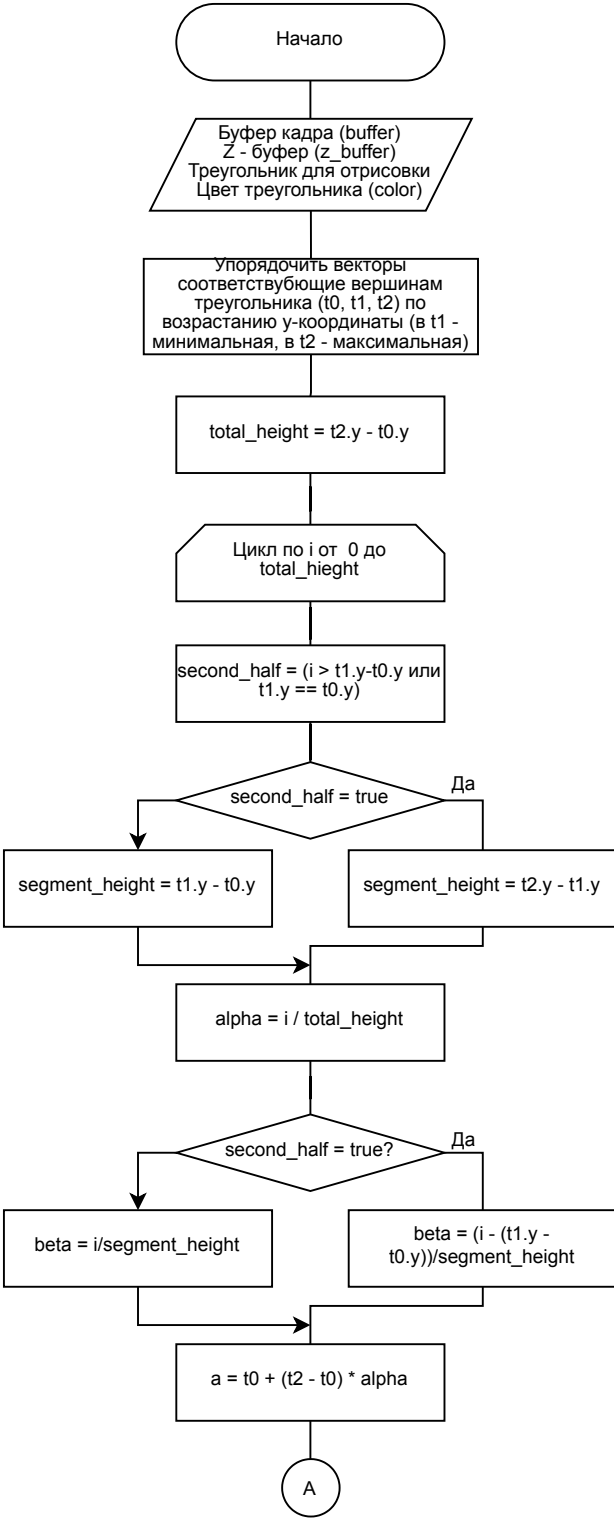 Начало
Буфер кадра (buffer)
Z - буфер (z_buffer)
Треугольник для отрисовки
Цвет треугольника (color)
Упорядочить векторы
соответствубющие вершинам
треугольника (t0, t1, t2) по
возрастанию y-координаты (в t1 -
минимальная, в t2 - максимальная)
total_height = t2.y - t0.y
Цикл по i от 0 до
total_hieght
second_half = (i > t1.y-t0.y или
t1.y == t0.y)
second_half = true
Да
segment_height = t1.y - t0.y
segment_height = t2.y - t1.y
alpha = i / total_height
second_half = true?
Да
beta = i/segment_height
beta = (i - (t1.y -
t0.y))/segment_height
a = t0 + (t2 - t0) * alpha
A